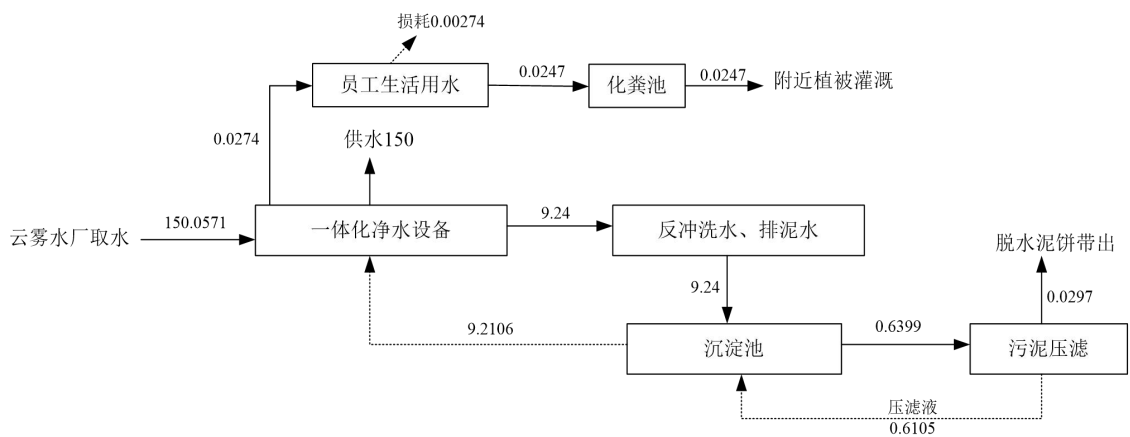 损耗0.00274
员工生活用水
0.0247
化粪池
0.0247
附近植被灌溉
0.0274
供水150
云雾水厂取水
150.0571
一体化净水设备
9.24
反冲洗水、排泥水
脱水泥饼带出
9.24
0.0297
9.2106
沉淀池
0.6399
污泥压滤
压滤液
0.6105